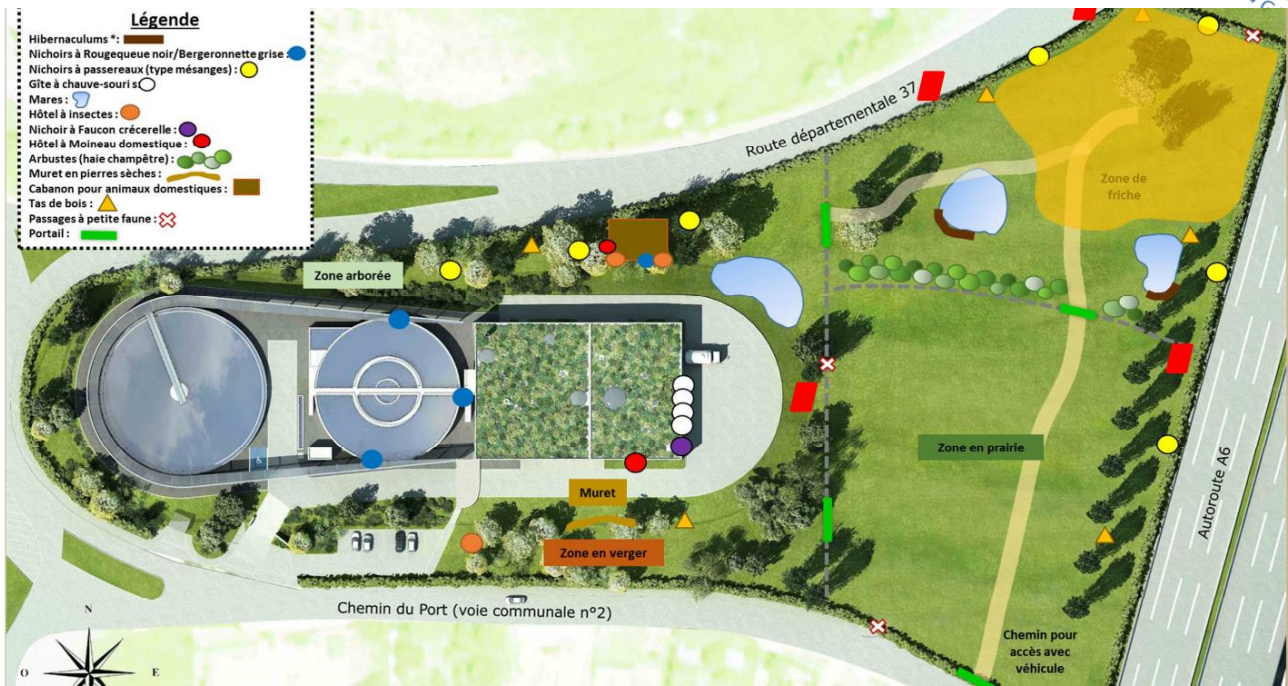 Légende
Hibernaculums *:
Nichoirs à Rougequeue noir/Bergeronnette grise :
Nichoirs à passereaux (type mésanges) :
Gîte à chauve-souris:
Mares :
Hôtel à insectes :
Nichoir à Faucon crécerelle :
Hôtel à Moineau domestique :
Arbustes (haie champêtre) :
Muret en pierres sèches :
Cabanon pour animaux domestiques :
Tas de bois :
Passages à petite faune :
Portail :
Route départementale 37
Zone de
friche
Zone arborée
Zone en prairie
Autoroute A6
Muret
Zone en verger
Chemin du Port (voie communale n°2)
Chemin pour
accès avec
véhicule
N
O
E